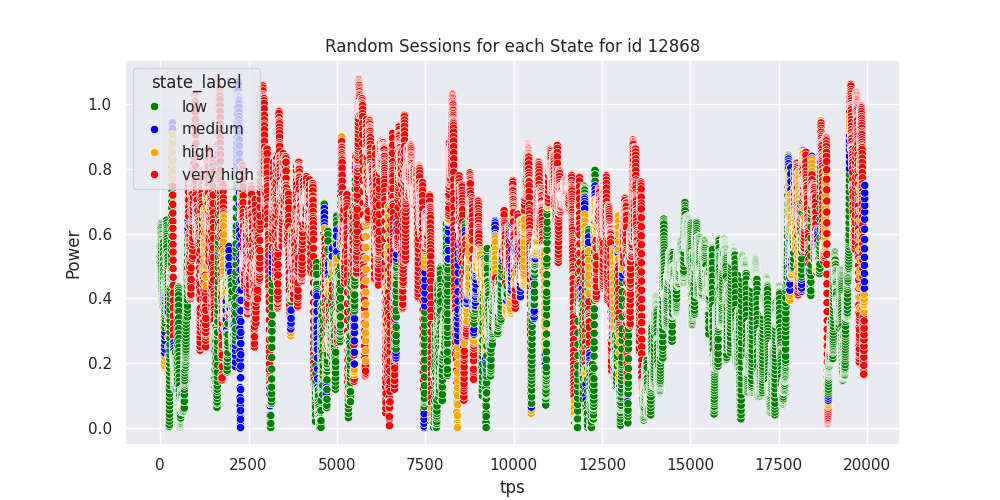 Random Sessions for each State for id 12868
state_label
low
medium
high
very high
Power
1.0
0.8
0.6
0.4
0.2
0.0
0 2500 5000 7500 10000 12500 15000 17500 20000
tps